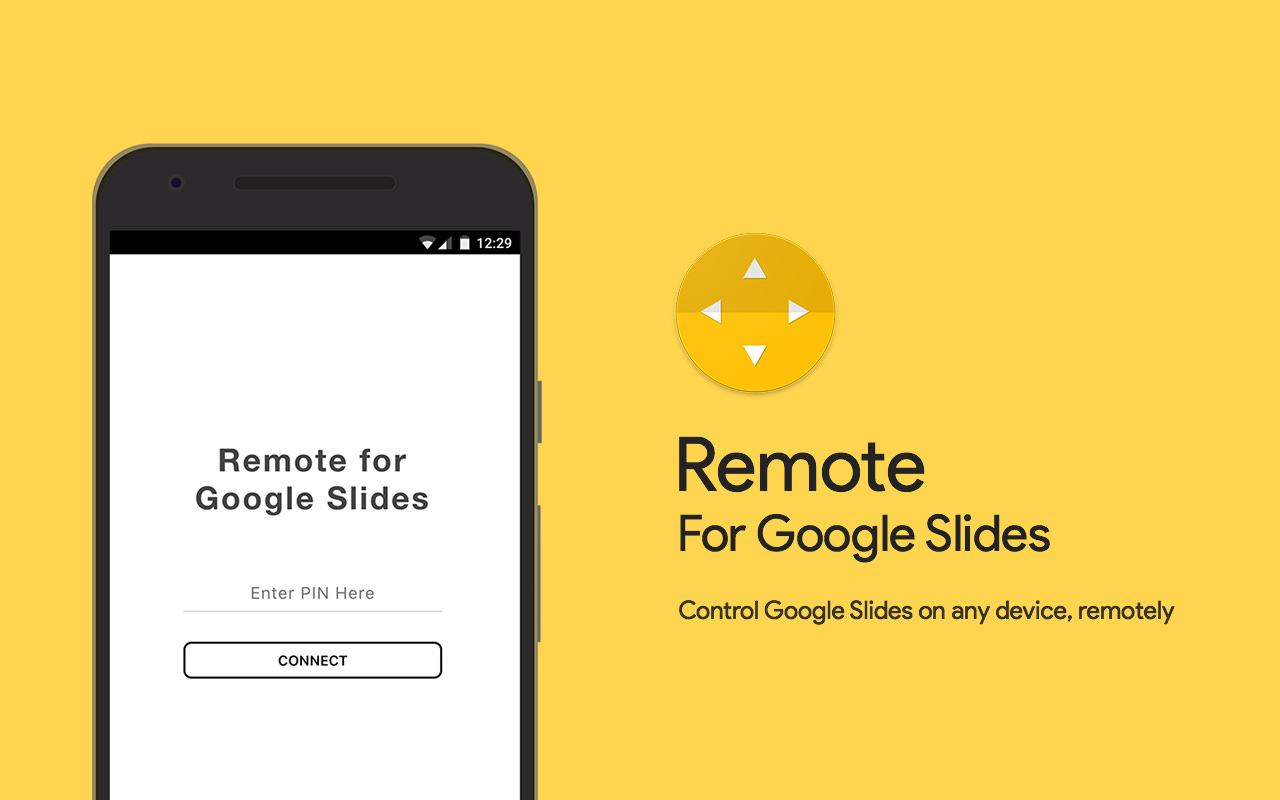 12:29
Remote for
Google Slides
Enter PIN Here
CONNECT
Remote
For Google Slides
Control Google Slides on any device, remotely